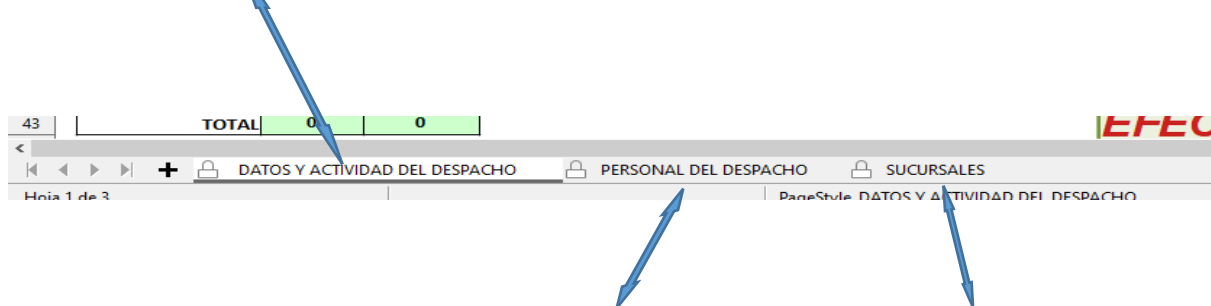 43 TOTAL 0 0 EFEC
DATOS Y ACTIVIDAD DEL DESPACHO PERSONAL DEL DESPACHO SUCURSALES
Hoja 1 de 3 PageStyle_DATOS Y ACTIVIDAD DEL DESPACHO